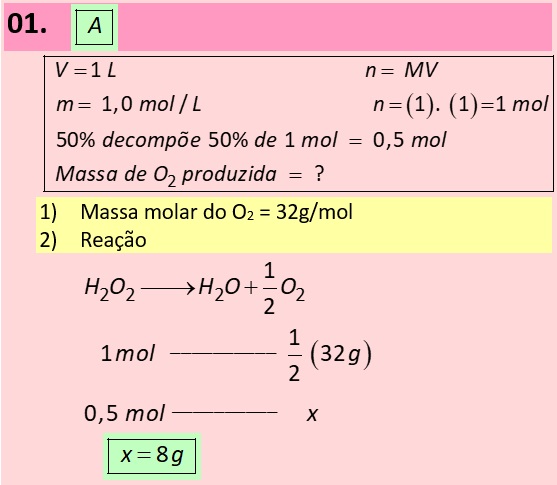 01. A
V = 1 L n = MV
m = 1,0 mol / L n = (1). (1)=1 mol
50% decompõe 50% de 1 mol = 0,5 mol
Massa de O₂ produzida = ?
1) Massa molar do O₂ = 32g/mol
2) Reação
H₂O₂ ⟶ H₂O + 1/2 O₂
1 mol ————— 1/2 (32 g)
0,5 mol ————— x
x = 8 g